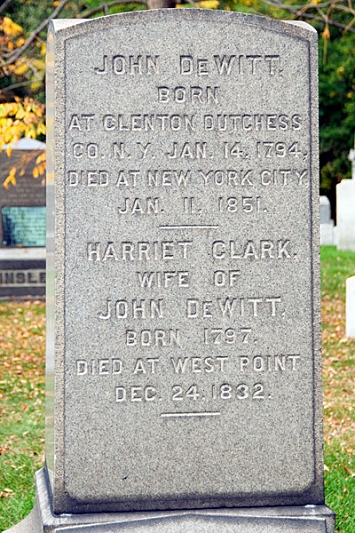 JOHN DEWITT.
BORN
AT CLENTON DUTCHESS
CO. N. Y. JAN. 14. 1794.
DIED AT NEW YORK CITY
JAN. 11. 1851.
HARRIET CLARK.
WIFE OF
JOHN DEWITT.
BORN 1797.
DIED AT WEST POINT
DEC. 24. 1832.